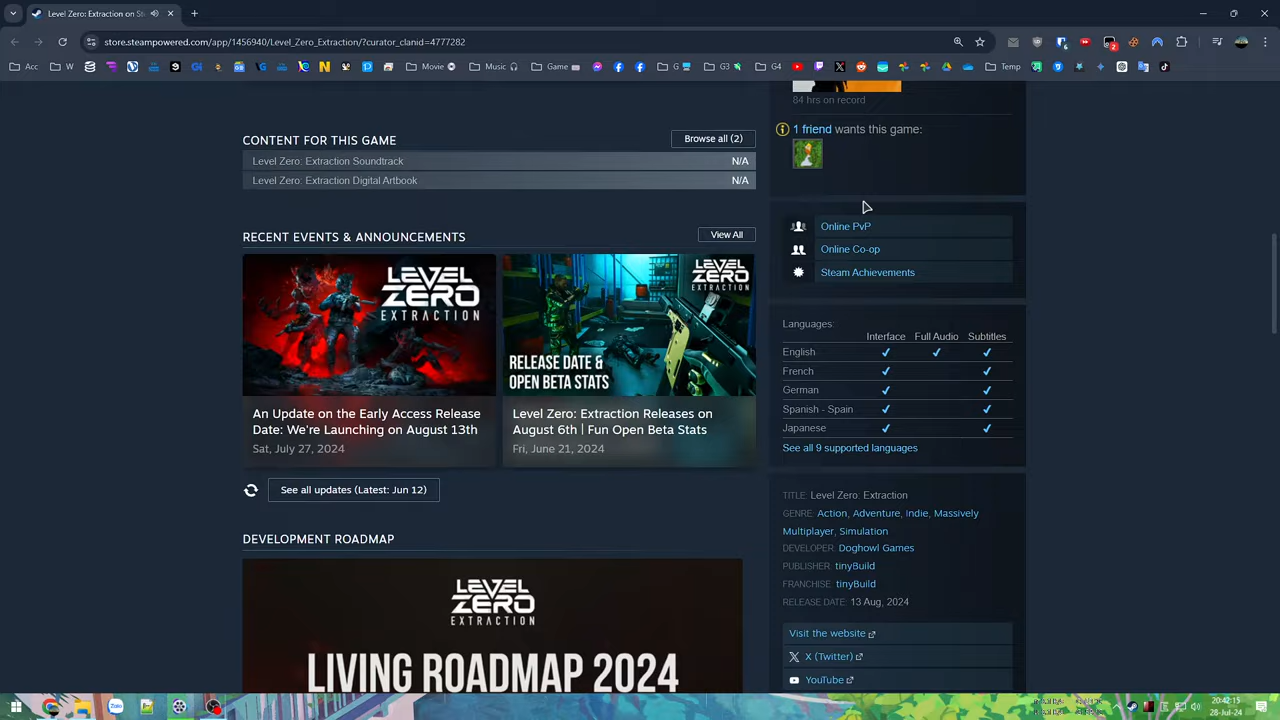 Level Zero: Extraction on St
store.steampowered.com/app/1456940/Level_Zero_Extraction/?curator_clanid=4777282
Acc
W
Movie
Music
Game
G3
G4
Temp
84 hrs on record
1 friend wants this game:
CONTENT FOR THIS GAME
Browse all (2)
Level Zero: Extraction Soundtrack
N/A
Level Zero: Extraction Digital Artbook
N/A
Online PvP
Online Co-op
Steam Achievements
RECENT EVENTS & ANNOUNCEMENTS
View All
LEVEL ZERO EXTRACTION
LEVEL ZERO EXTRACTION
RELEASE DATE &
OPEN BETA STATS
An Update on the Early Access Release
Date: We're Launching on August 13th
Sat, July 27, 2024
Level Zero: Extraction Releases on
August 6th | Fun Open Beta Stats
Fri, June 21, 2024
See all updates (Latest: Jun 12)
Languages:
Interface Full Audio Subtitles
English
French
German
Spanish - Spain
Japanese
See all 9 supported languages
DEVELOPMENT ROADMAP
LEVEL
ZERO
EXTRACTION
LIVING ROADMAP 2024
TITLE: Level Zero: Extraction
GENRE: Action, Adventure, Indie, Massively
Multiplayer, Simulation
DEVELOPER: Doghowl Games
PUBLISHER: tinyBuild
FRANCHISE: tinyBuild
RELEASE DATE: 13 Aug, 2024
Visit the website
X (Twitter)
YouTube
Zalo
20:42:15
28-Jul-24